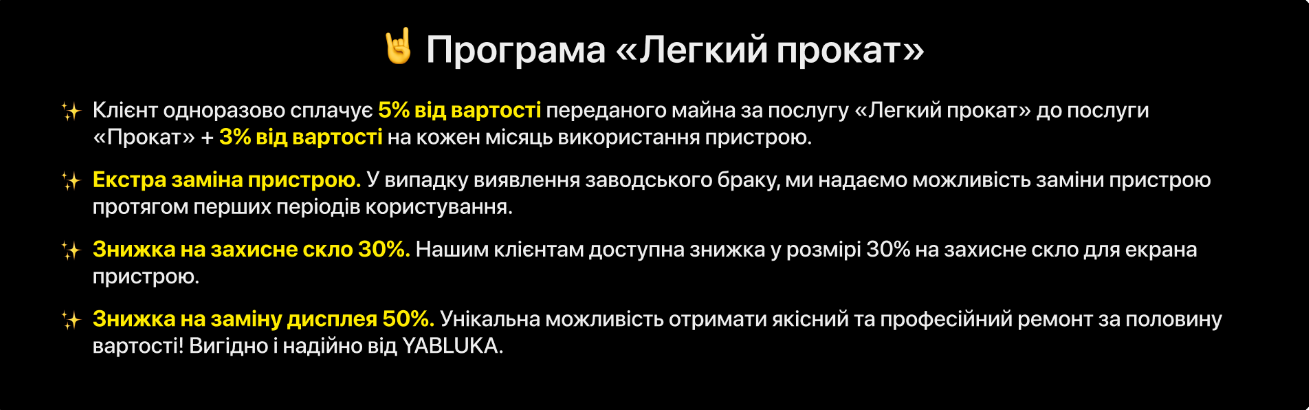 🤘 Програма «Легкий прокат»
✨ Клієнт одноразово сплачує 5% від вартості переданого майна за послугу «Легкий прокат» до послуги
«Прокат» + 3% від вартості на кожен місяць використання пристрою.
✨ Екстра заміна пристрою. У випадку виявлення заводського браку, ми надаємо можливість заміни пристрою
протягом перших періодів користування.
✨ Знижка на захисне скло 30%. Нашим клієнтам доступна знижка у розмірі 30% на захисне скло для екрана
пристрою.
✨ Знижка на заміну дисплея 50%. Унікальна можливість отримати якісний та професійний ремонт за половину
вартості! Вигідно і надійно від YABLUKA.